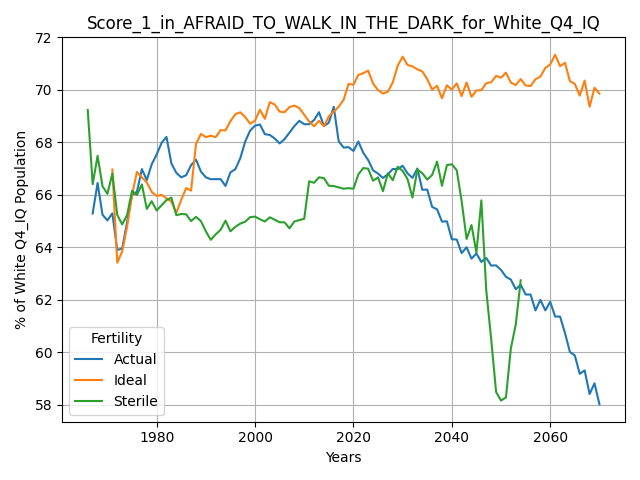 Score_1_in_AFRAID_TO_WALK_IN_THE_DARK_for_White_Q4_IQ
% of White Q4_IQ Population
72
70
68
66
64
62
60
58
Fertility
Actual
Ideal
Sterile
1980 2000 2020 2040 2060
Years